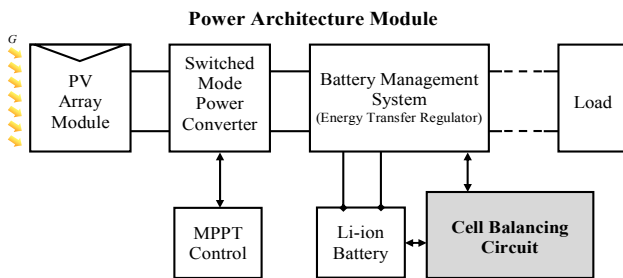 Power Architecture Module
G
PV
Array
Module
Switched
Mode
Power
Converter
Battery Management
System
(Energy Transfer Regulator)
Load
MPPT
Control
Li-ion
Battery
Cell Balancing
Circuit